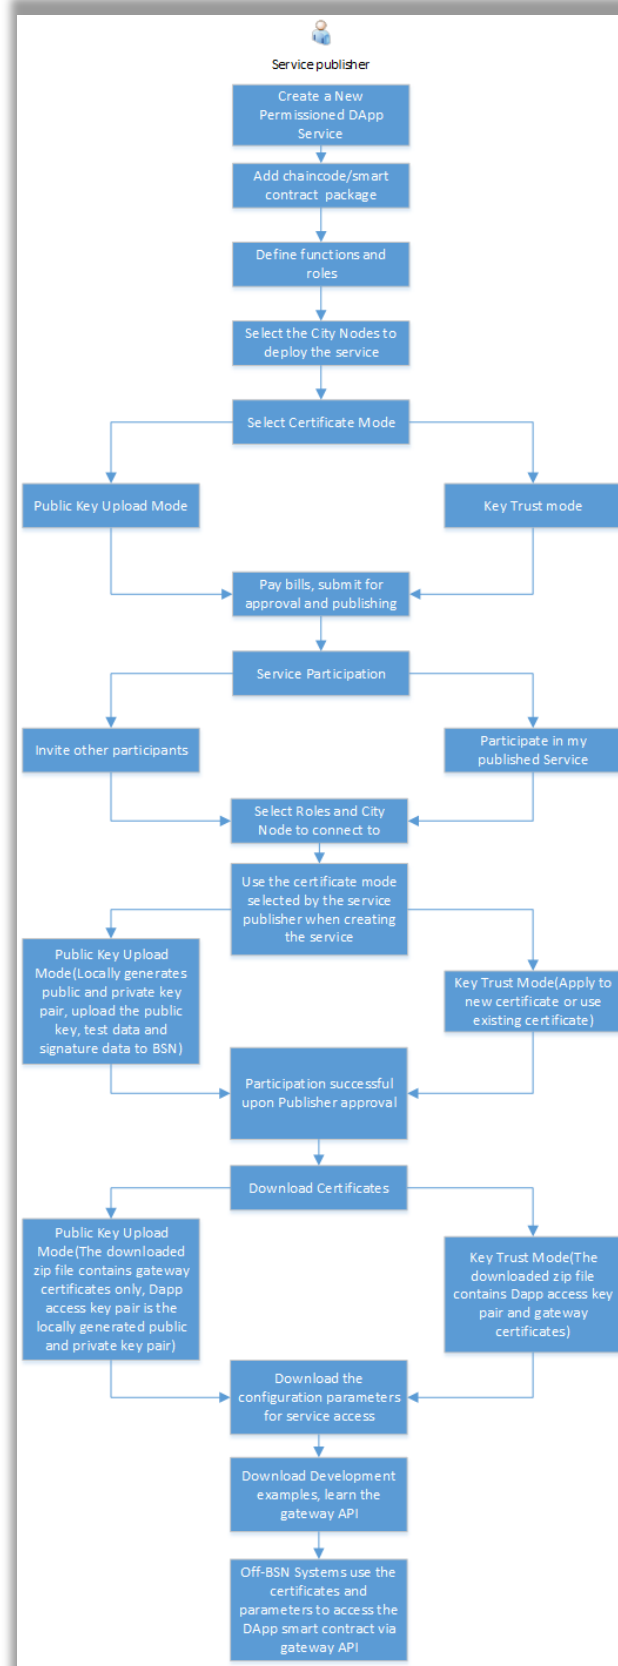 Service publisher
Create a New
Permissioned DApp
Service
Add chaincode/smart
contract package
Define functions and
roles
Select the City Nodes to
deploy the service
Select Certificate Mode
Public Key Upload Mode
Key Trust mode
Pay bills, submit for
approval and publishing
Service Participation
Invite other participants
Participate in my
published Service
Select Roles and City
Node to connect to
Use the certificate mode
selected by the service
publisher when creating
the service
Public Key Upload
Mode(Locally generates
public and private key
pair, upload the public
key, test data and
signature data to BSN)
Key Trust Mode(Apply to
new certificate or use
existing certificate)
Participation successful
upon Publisher approval
Download Certificates
Public Key Upload
Mode(The downloaded
zip file contains gateway
certificates only, Dapp
access key pair is the
locally generated public
and private key pair)
Key Trust Mode(The
downloaded zip file
contains Dapp access key
pair and gateway
certificates)
Download the
configuration parameters
for service access
Download Development
examples, learn the
gateway API
Off-BSN Systems use the
certificates and
parameters to access the
DApp smart contract via
gateway API